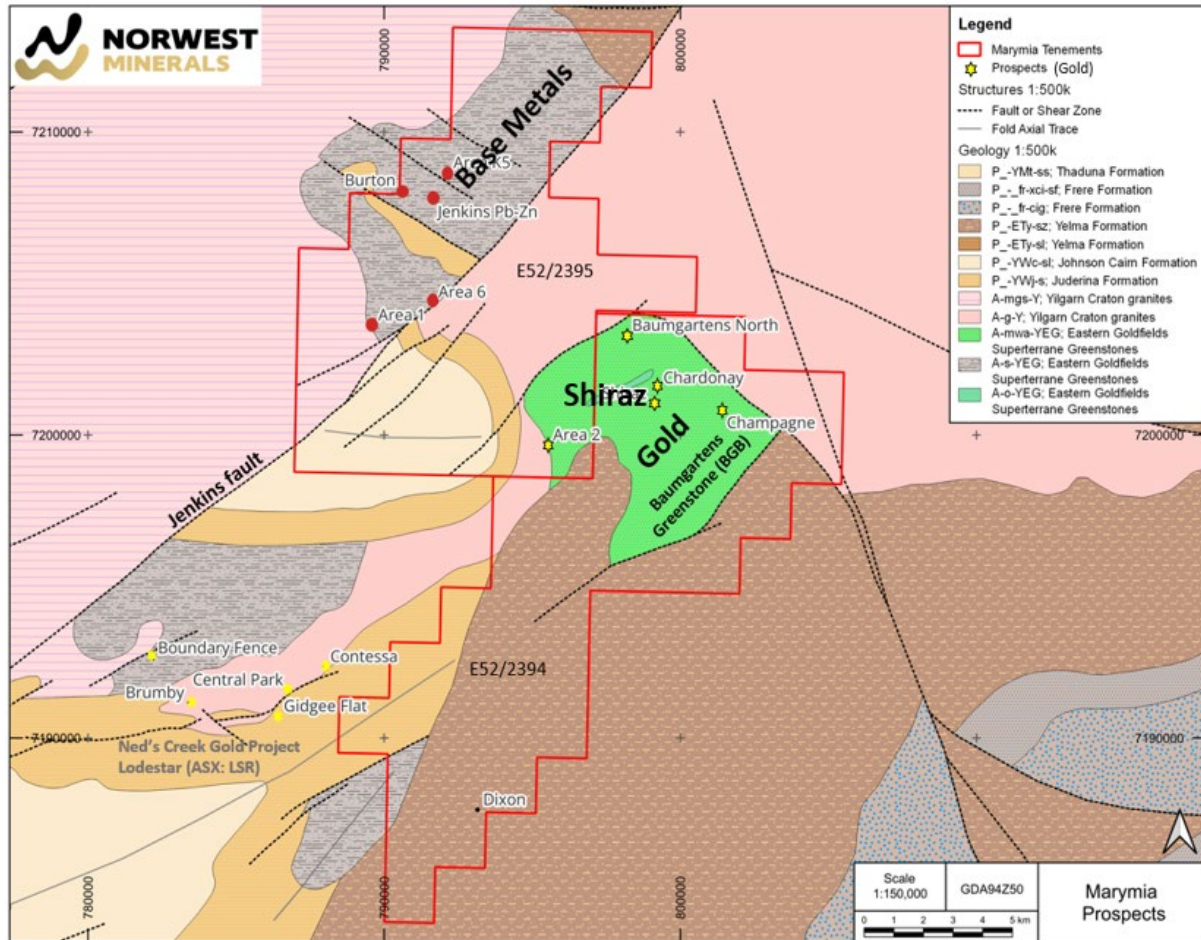 NORWEST
MINERALS
790000
800000
7210000
Base Metals
Area K5
Burton
Jenkins Pb-Zn
E52/2395
Area 6
Area 1
Baumgartens North
Chardonay
Shiraz
Champagne
Gold
Area 2
7200000
7200000
Baumgartens
Greenstone (BGB)
Jenkins fault
Boundary Fence
Contessa
Central Park
Brumby
Gidgee Flat
E52/2394
Ned's Creek Gold Project
Lodestar (ASX: LSR)
7190000
7190000
Dixon
780000
790000
800000
Legend
Marymia Tenements
Prospects (Gold)
Structures 1:500k
Fault or Shear Zone
Fold Axial Trace
Geology 1:500k
P_-YMt-ss; Thaduna Formation
P_-_fr-xci-sf; Frere Formation
P_-_fr-cig; Frere Formation
P_-ETy-sz; Yelma Formation
P_-ETy-sl; Yelma Formation
P_-YWc-sl; Johnson Cairn Formation
P_-YWj-s; Juderina Formation
A-mgs-Y; Yilgarn Craton granites
A-g-Y; Yilgarn Craton granites
A-mwa-YEG; Eastern Goldfields
Superterrane Greenstones
A-s-YEG; Eastern Goldfields
Superterrane Greenstones
A-o-YEG; Eastern Goldfields
Superterrane Greenstones
Scale
1:150,000
GDA94Z50
0 1 2 3 4 5 km
Marymia
Prospects